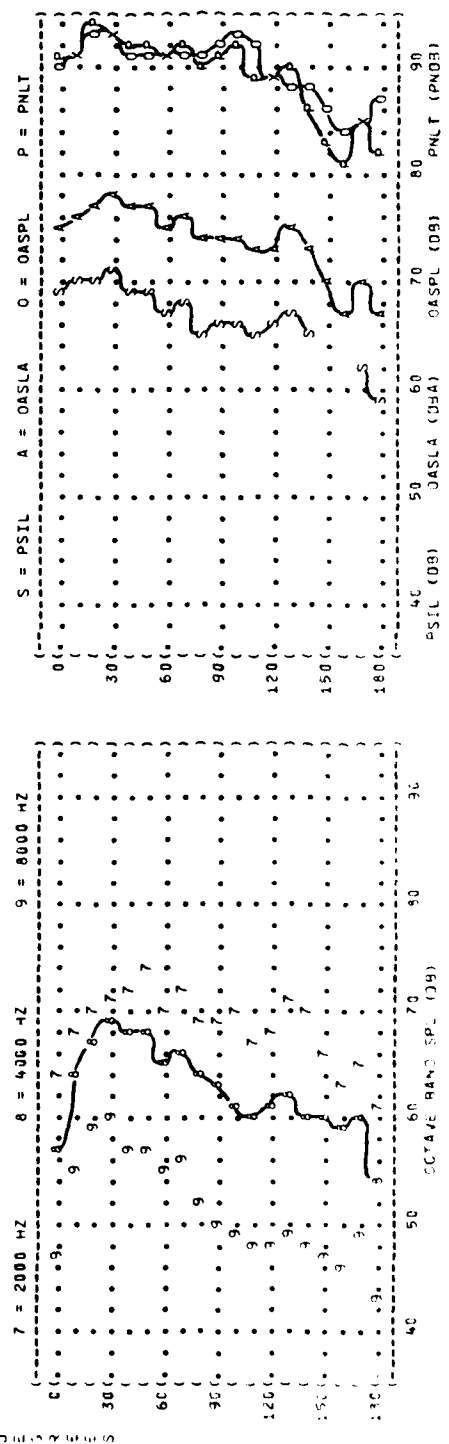 7 = 2000 HZ 8 = 4000 HZ 9 = 8000 HZ
0
30
60
90
120
150
180
40 50 60 70 80 90
OCTAVE BAND SPL (DB)
S = PSIL A = OASLA O = OASPL P = PNLT
0
30
60
90
120
150
180
40 50 60 70 80 90
PSIL (DB) OASLA (DBA) OASPL (DB) PNLT (PNDB)